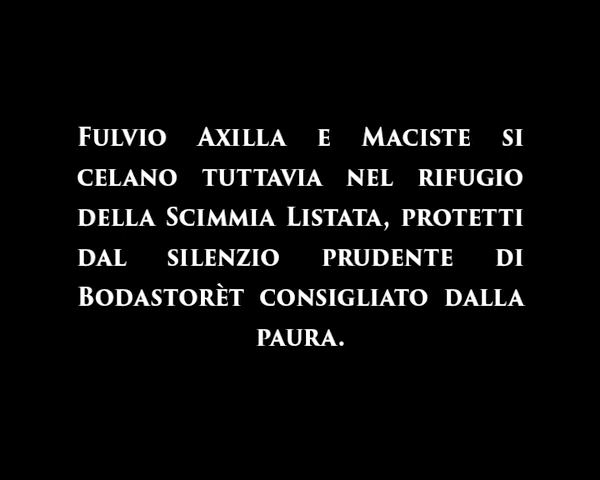 Fulvio Axilla e Maciste si
celano tuttavia nel rifugio
della Scimmia Listata, protetti
dal silenzio prudente di
Bodastorèt consigliato dalla
paura.